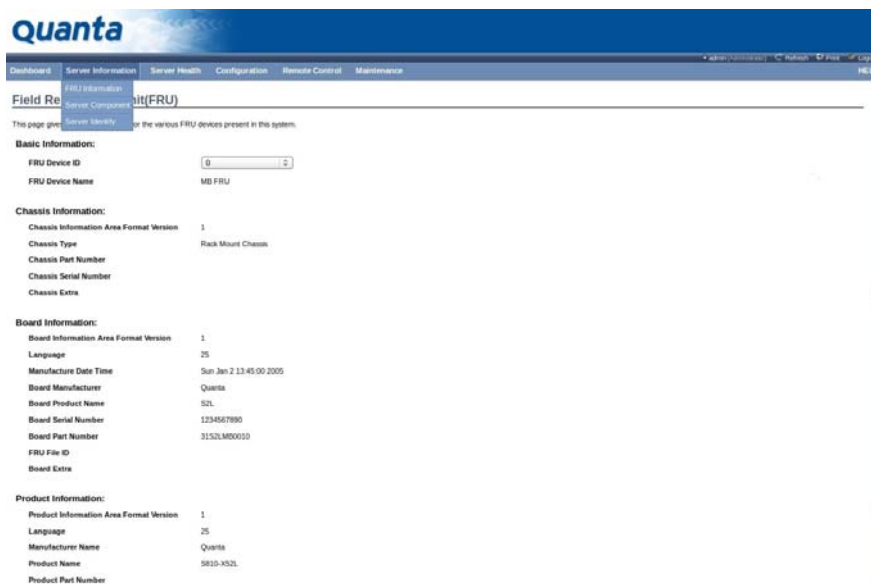 Quanta
admin (Administrator) Refresh Print Log
Dashboard Server Information Server Health Configuration Remote Control Maintenance HE
FRU Information
Server Component
Server Identify
Field Re it(FRU)
This page give or the various FRU devices present in this system.
Basic Information:
FRU Device ID 0
FRU Device Name MB FRU
Chassis Information:
Chassis Information Area Format Version 1
Chassis Type Rack Mount Chassis
Chassis Part Number
Chassis Serial Number
Chassis Extra
Board Information:
Board Information Area Format Version 1
Language 25
Manufacture Date Time Sun Jan 2 13:45:00 2005
Board Manufacturer Quanta
Board Product Name S2L
Board Serial Number 1234567890
Board Part Number 31S2LMB0010
FRU File ID
Board Extra
Product Information:
Product Information Area Format Version 1
Language 25
Manufacturer Name Quanta
Product Name S810-X52L
Product Part Number